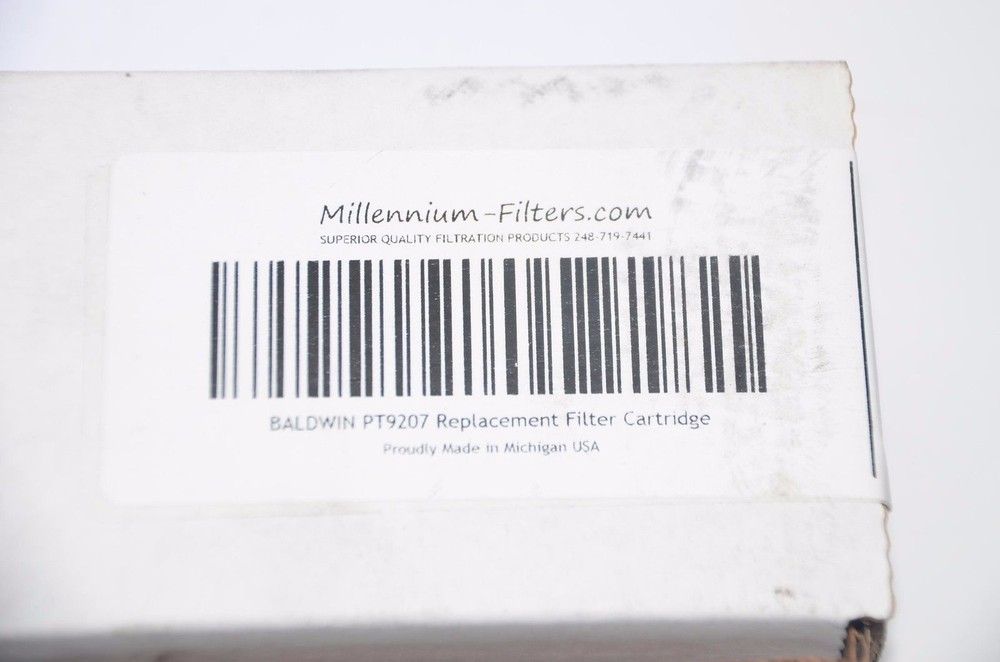 Millennium-Filters.com
SUPERIOR QUALITY FILTRATION PRODUCTS 248-719-7441
BALDWIN PT9207 Replacement Filter Cartridge
Proudly Made in Michigan USA